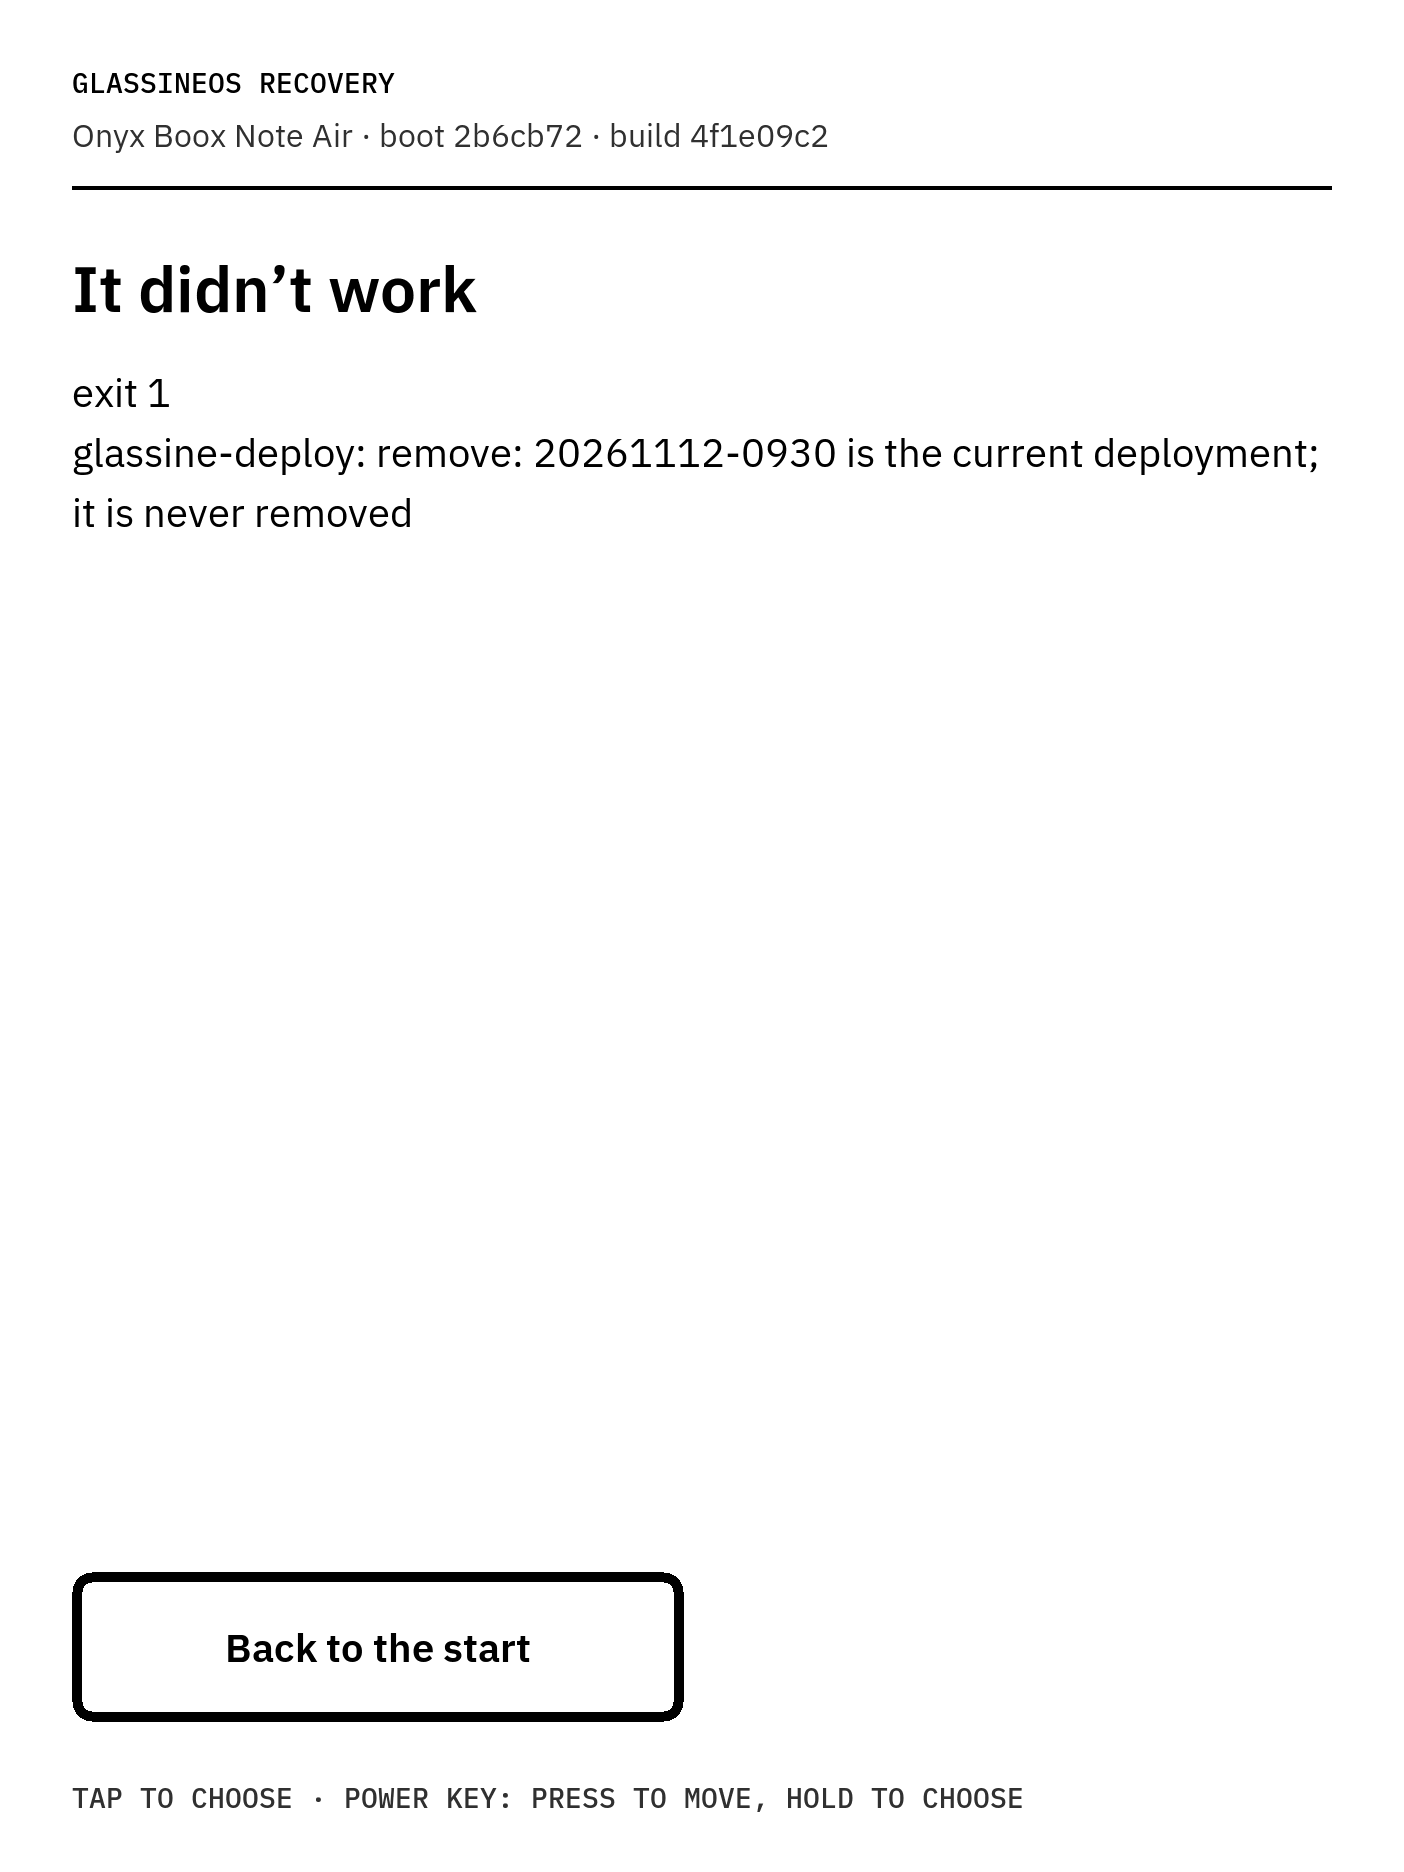 GLASSINEOS RECOVERY
Onyx Boox Note Air · boot 2b6cb72 · build 4f1e09c2
It didn’t work
exit 1
glassine-deploy: remove: 20261112-0930 is the current deployment;
it is never removed
Back to the start
TAP TO CHOOSE · POWER KEY: PRESS TO MOVE, HOLD TO CHOOSE